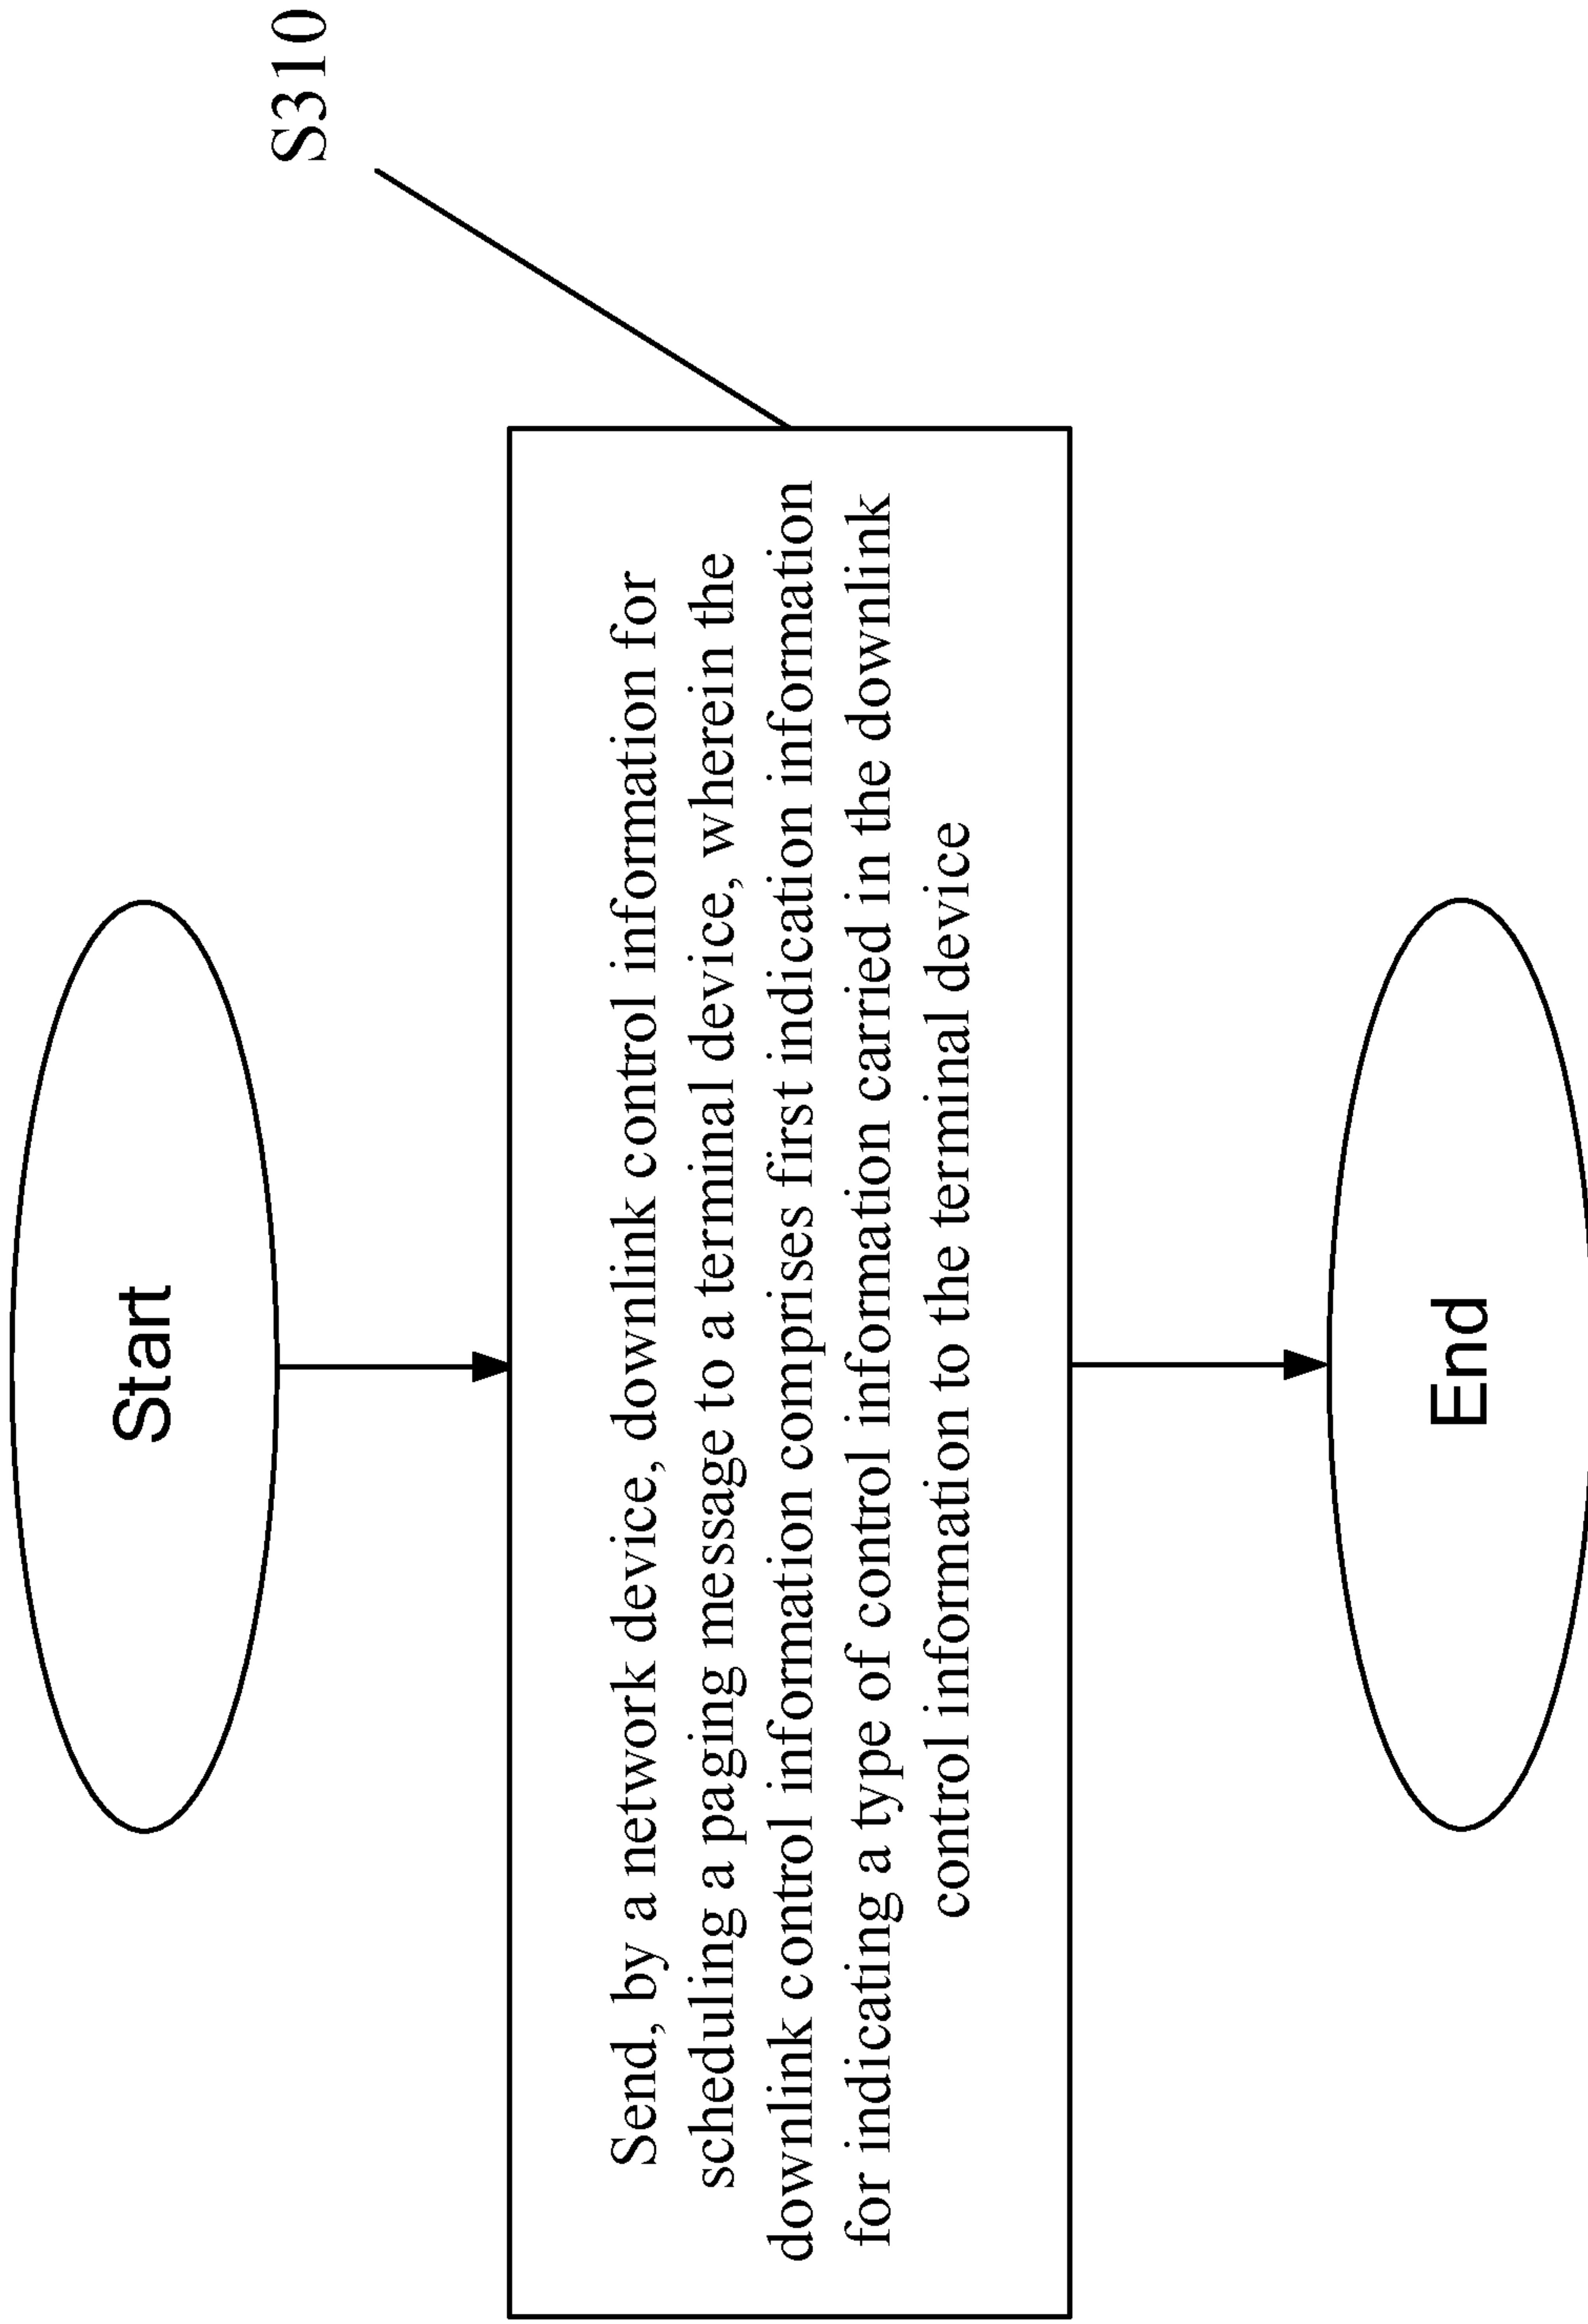 Start
S310
Send, by a network device, downlink control information for
scheduling a paging message to a terminal device, wherein the
downlink control information comprises first indication information
for indicating a type of control information carried in the downlink
control information to the terminal device
End